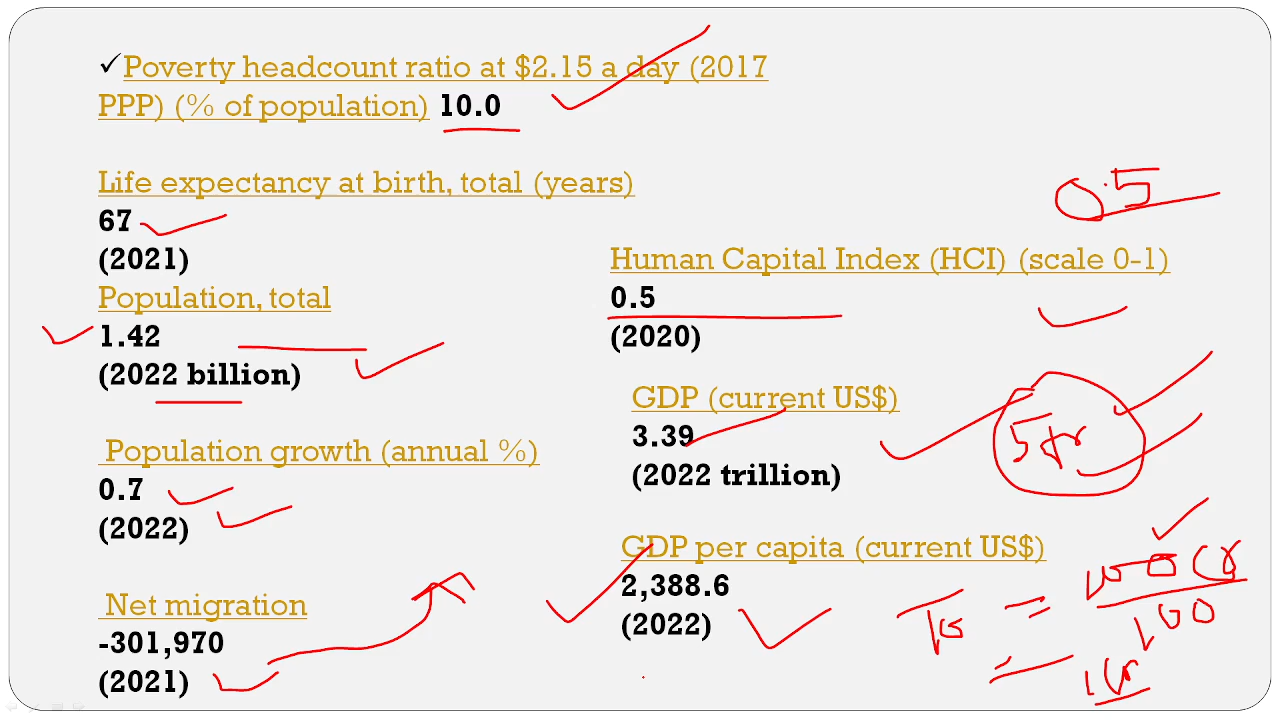 ✓Poverty headcount ratio at $2.15 a day (2017
PPP) (% of population) 10.0
Life expectancy at birth, total (years)
67
(2021)
Population, total
1.42
(2022 billion)
Population growth (annual %)
0.7
(2022)
Net migration
-301,970
(2021)
0.5
Human Capital Index (HCI) (scale 0-1)
0.5
(2020)
GDP (current US$)
3.39
(2022 trillion)
5
GDP per capita (current US$)
2,388.6
(2022)
=
100